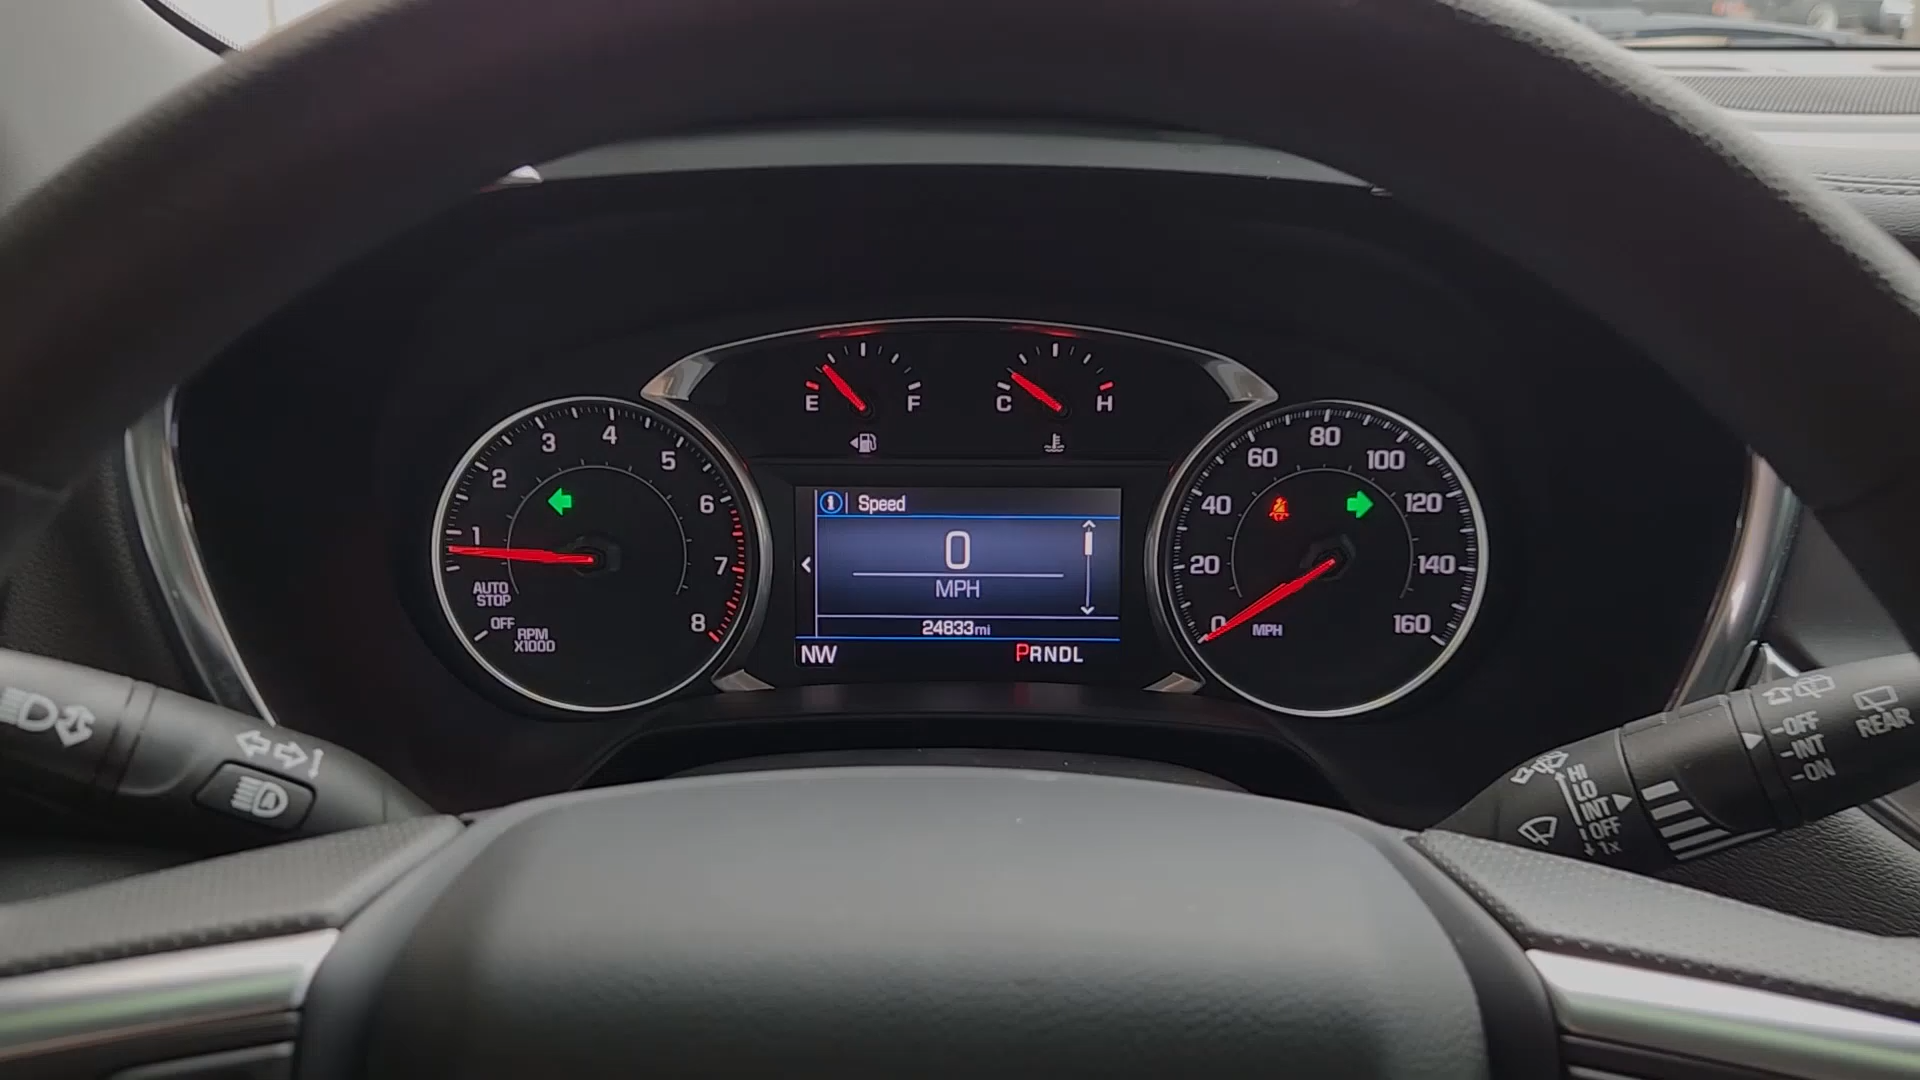 E F
C H
1 2 3 4 5 6 7 8
AUTO
STOP
OFF
RPM
X1000
Speed
0
MPH
24833mi
NW
PRNDL
0 20 40 60 80 100 120 140 160
MPH
HI
LO
INT
OFF
1x
OFF
INT
ON
REAR